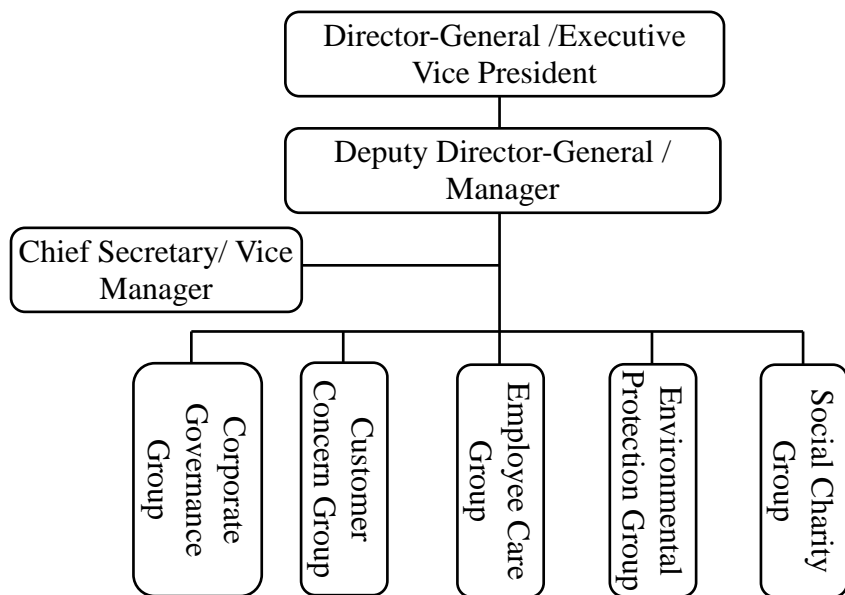 Director-General /Executive
Vice President
Deputy Director-General /
Manager
Chief Secretary/ Vice
Manager
Corporate
Governance
Group
Customer
Concern Group
Employee Care
Group
Environmental
Protection Group
Social Charity
Group